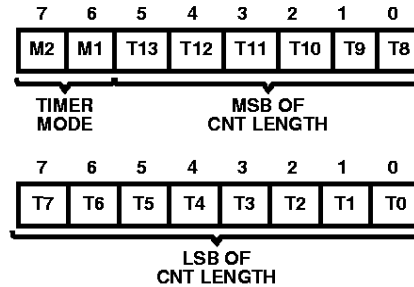 7 6 5 4 3 2 1 0
M2 M1 T13 T12 T11 T10 T9 T8
TIMER MODE MSB OF CNT LENGTH
7 6 5 4 3 2 1 0
T7 T6 T5 T4 T3 T2 T1 T0
LSB OF
CNT LENGTH